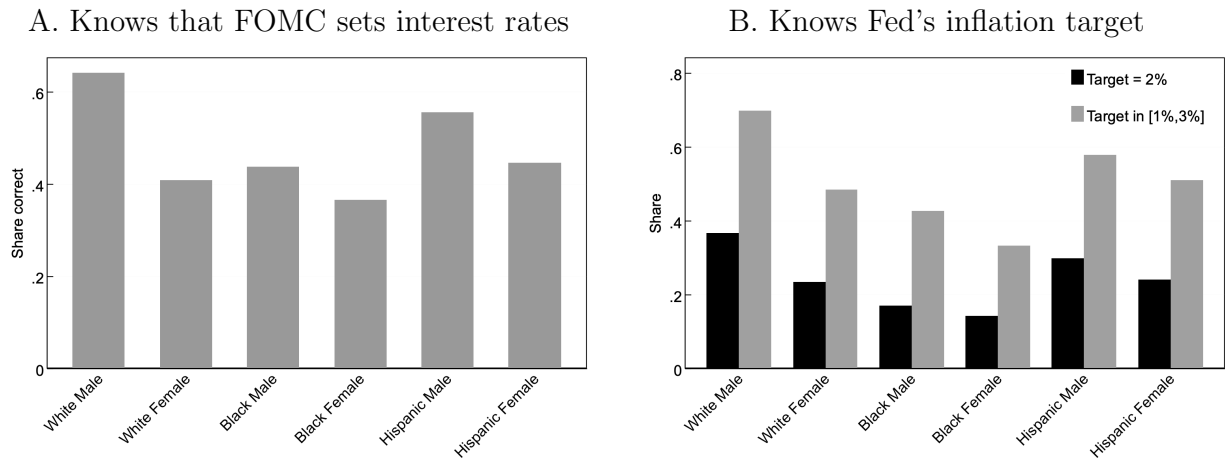 A. Knows that FOMC sets interest rates
Share correct
.6
.4
.2
0
White Male
White Female
Black Male
Black Female
Hispanic Male
Hispanic Female
B. Knows Fed's inflation target
Share
.8
.6
.4
.2
0
Target = 2%
Target in [1%,3%]
White Male
White Female
Black Male
Black Female
Hispanic Male
Hispanic Female